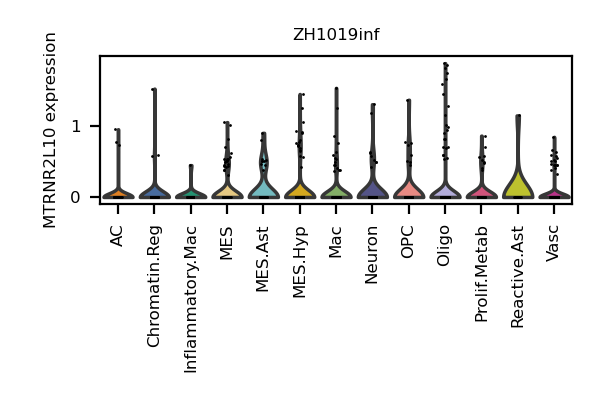 ZH1019inf
MTRNR2L10 expression
1
0
AC
Chromatin.Reg
Inflammatory.Mac
MES
MES.Ast
MES.Hyp
Mac
Neuron
OPC
Oligo
Prolif.Metab
Reactive.Ast
Vasc